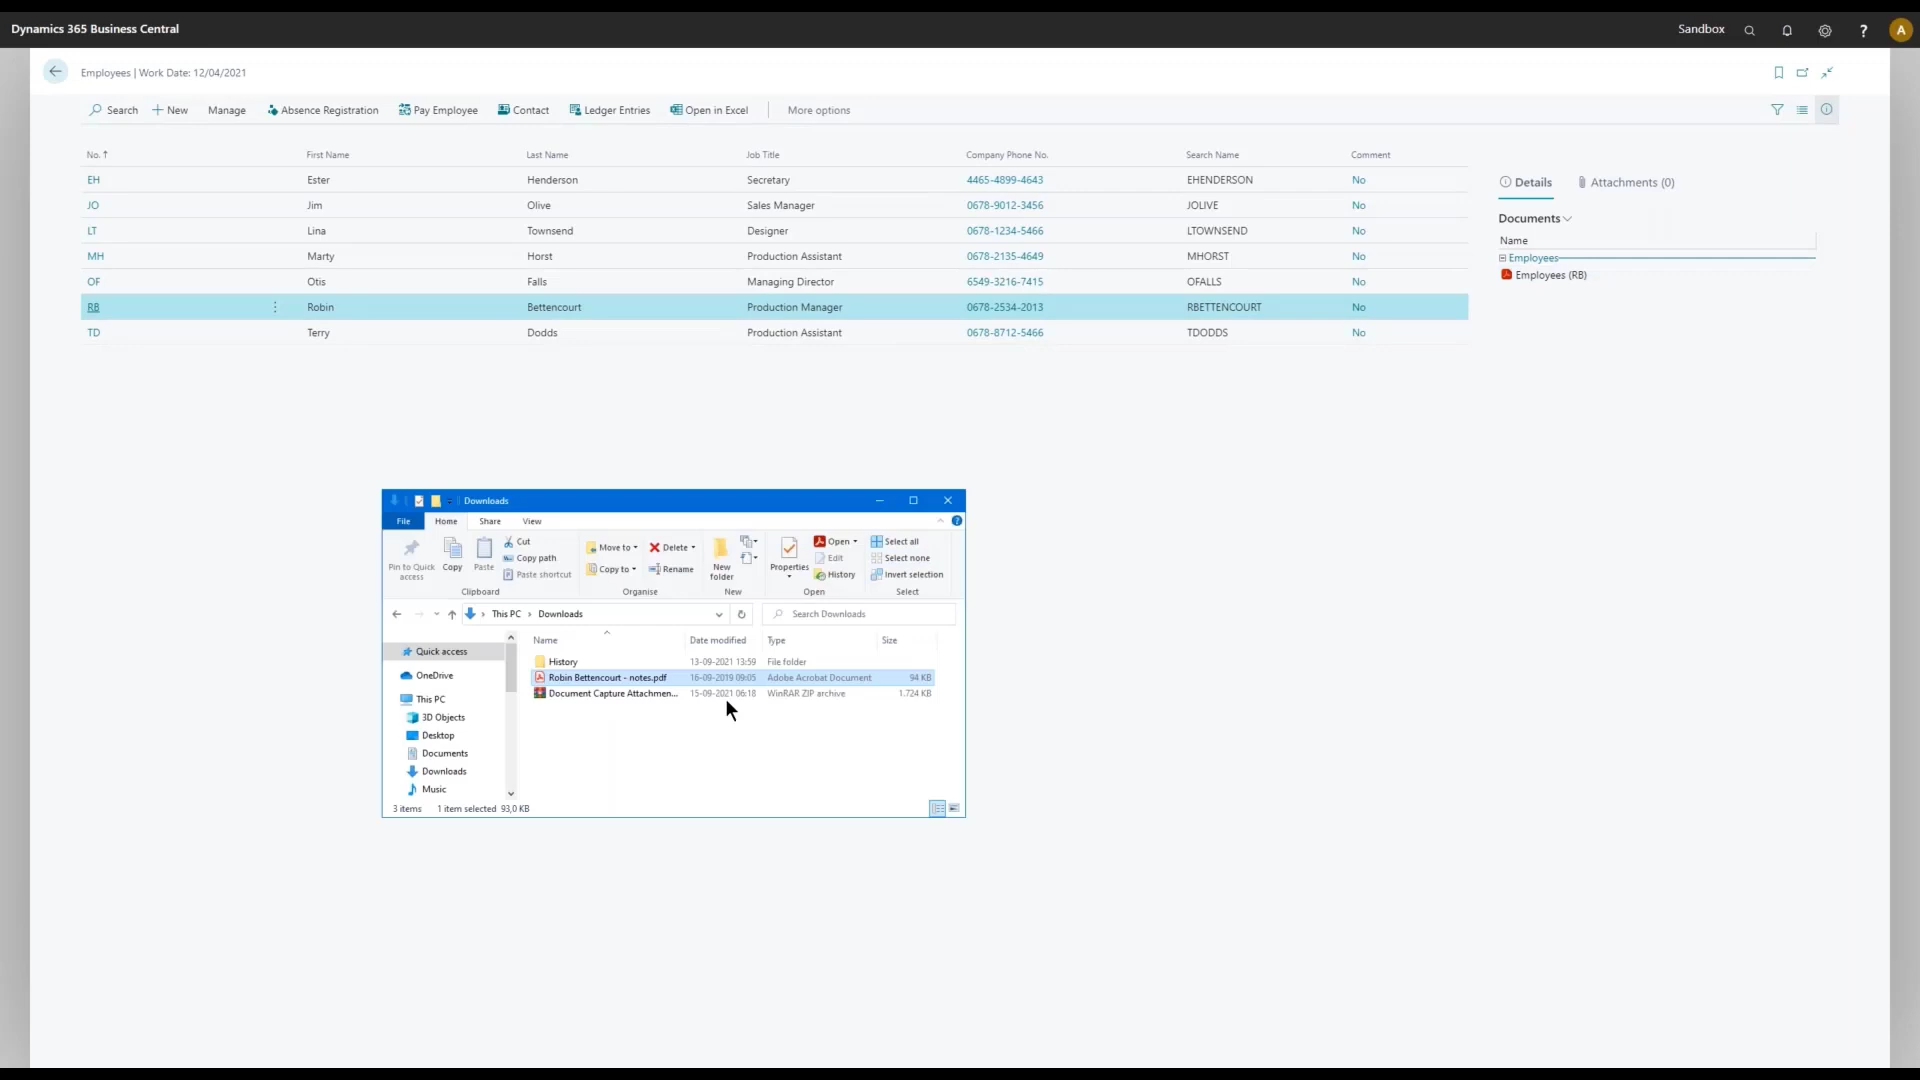 Dynamics 365 Business Central
Sandbox
?
A
Employees | Work Date: 12/04/2021
Search
New
Manage
Absence Registration
Pay Employee
Contact
Ledger Entries
Open in Excel
More options
No. ↑ First Name Last Name Job Title Company Phone No. Search Name Comment
EH Ester Henderson Secretary 4465-4899-4643 EHENDERSON No
JO Jim Olive Sales Manager 0678-9012-3456 JOLIVE No
LT Lina Townsend Designer 0678-1234-5466 LTOWNSEND No
MH Marty Horst Production Assistant 0678-2135-4649 MHORST No
OF Otis Falls Managing Director 6549-3216-7415 OFALLS No
RB Robin Bettencourt Production Manager 0678-2534-2013 RBETTENCOURT No
TD Terry Dodds Production Assistant 0678-8712-5466 TDODDS No
Details
Attachments (0)
Documents
Name
Employees
Employees (RB)
Downloads
File Home Share View
Pin to Quick
access
Copy
Paste
Cut
Copy path
Paste shortcut
Clipboard
Move to
Copy to
Delete
Rename
Organise
New
folder
New
Properties
Open
Edit
History
Open
Select all
Select none
Invert selection
Select
This PC > Downloads
Search Downloads
Quick access
OneDrive
This PC
3D Objects
Desktop
Documents
Downloads
Music
Name Date modified Type Size
History 13-09-2021 13:59 File folder
Robin Bettencourt - notes.pdf 16-09-2019 09:05 Adobe Acrobat Document 94 KB
Document Capture Attachmen... 15-09-2021 06:18 WinRAR ZIP archive 1.724 KB
3 items 1 item selected 93,0 KB